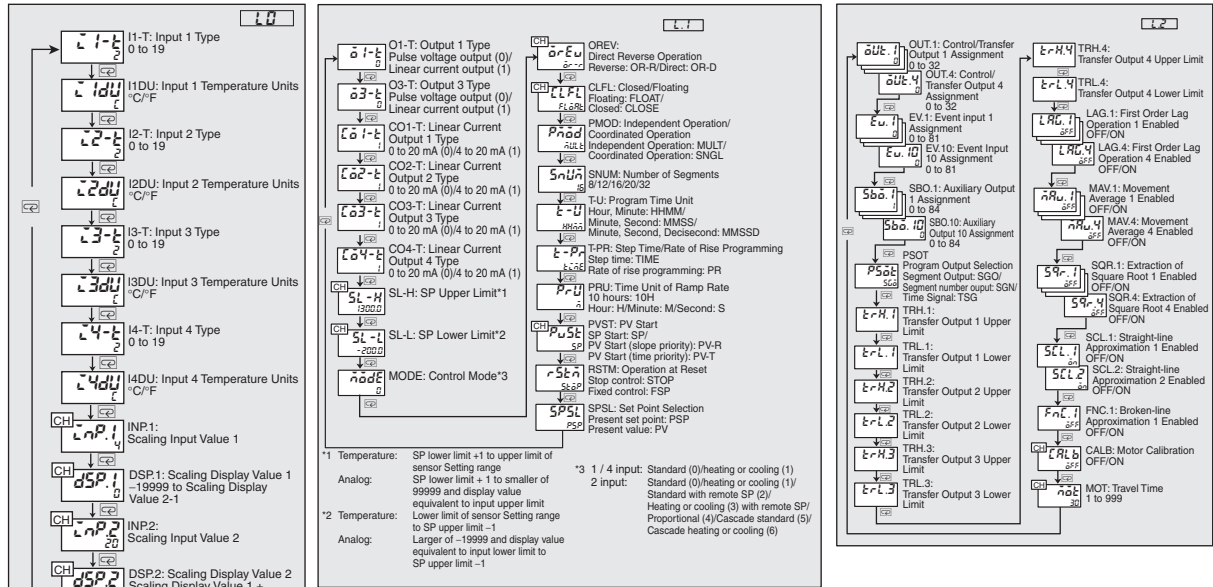 L.0
I1-T: Input 1 Type
0 to 19
I1DU: Input 1 Temperature Units
°C/°F
I2-T: Input 2 Type
0 to 19
I2DU: Input 2 Temperature Units
°C/°F
I3-T: Input 3 Type
0 to 19
I3DU: Input 3 Temperature Units
°C/°F
I4-T: Input 4 Type
0 to 19
I4DU: Input 4 Temperature Units
°C/°F
CH
INP.1:
Scaling Input Value 1
CH
DSP.1: Scaling Display Value 1
−19999 to Scaling Display
Value 2-1
CH
INP.2:
Scaling Input Value 2
CH
DSP.2: Scaling Display Value 2
Scaling Display Value 1 +
L.1
O1-T: Output 1 Type
Pulse voltage output (0)/
Linear current output (1)
O3-T: Output 3 Type
Pulse voltage output (0)/
Linear current output (1)
CO1-T: Linear Current
Output 1 Type
0 to 20 mA (0)/4 to 20 mA (1)
CO2-T: Linear Current
Output 2 Type
0 to 20 mA (0)/4 to 20 mA (1)
CO3-T: Linear Current
Output 3 Type
0 to 20 mA (0)/4 to 20 mA (1)
CO4-T: Linear Current
Output 4 Type
0 to 20 mA (0)/4 to 20 mA (1)
CH
SL-H: SP Upper Limit*1
1300.0
CH
SL-L: SP Lower Limit*2
-200.0
MODE: Control Mode*3
CH
OREV:
Direct Reverse Operation
Reverse: OR-R/Direct: OR-D
CH
CLFL: Closed/Floating
Floating: FLOAT/
Closed: CLOSE
PMOD: Independent Operation/
Coordinated Operation
Independent Operation: MULT/
Coordinated Operation: SNGL
SNUM: Number of Segments
8/12/16/20/32
T-U: Program Time Unit
Hour, Minute: HHMM/
Minute, Second: MMSS/
Minute, Second, Decisecond: MMSSD
T-PR: Step Time/Rate of Rise Programming
Step time: TIME
Rate of rise programming: PR
PRU: Time Unit of Ramp Rate
10 hours: 10H
Hour: H/Minute: M/Second: S
CH
PVST: PV Start
SP Start: SP/
PV Start (slope priority): PV-R
PV Start (time priority): PV-T
RSTM: Operation at Reset
Stop control: STOP
Fixed control: FSP
SPSL: Set Point Selection
Present set point: PSP
Present value: PV
*1 Temperature: SP lower limit +1 to upper limit of
sensor Setting range
Analog: SP lower limit + 1 to smaller of
99999 and display value
equivalent to input upper limit
*2 Temperature: Lower limit of sensor Setting range
to SP upper limit −1
Analog: Larger of −19999 and display value
equivalent to input lower limit to
SP upper limit −1
*3 1 / 4 input: Standard (0)/heating or cooling (1)
2 input: Standard (0)/heating or cooling (1)/
Standard with remote SP (2)/
Heating or cooling (3) with remote SP/
Proportional (4)/Cascade standard (5)/
Cascade heating or cooling (6)
L.2
OUT.1: Control/Transfer
Output 1 Assignment
0 to 32
OUT.4: Control/
Transfer Output 4
Assignment
0 to 32
EV.1: Event input 1
Assignment
0 to 81
EV.10: Event Input
10 Assignment
0 to 81
SBO.1: Auxiliary Output
1 Assignment
0 to 84
SBO.10: Auxiliary
Output 10 Assignment
0 to 84
PSOT
Program Output Selection
Segment Output: SGO/
Segment number ouput: SGN/
Time Signal: TSG
TRH.1:
Transfer Output 1 Upper
Limit
TRL.1:
Transfer Output 1 Lower
Limit
TRH.2:
Transfer Output 2 Upper
Limit
TRL.2:
Transfer Output 2 Lower
Limit
TRH.3:
Transfer Output 3 Upper
Limit
TRL.3:
Transfer Output 3 Lower
Limit
TRH.4:
Transfer Output 4 Upper Limit
TRL.4:
Transfer Output 4 Lower Limit
LAG.1: First Order Lag
Operation 1 Enabled
OFF/ON
LAG.4: First Order Lag
Operation 4 Enabled
OFF/ON
MAV.1: Movement
Average 1 Enabled
OFF/ON
MAV.4: Movement
Average 4 Enabled
OFF/ON
SQR.1: Extraction of
Square Root 1 Enabled
OFF/ON
SQR.4: Extraction of
Square Root 4 Enabled
OFF/ON
SCL.1: Straight-line
Approximation 1 Enabled
SCL.2: Straight-line
Approximation 2 Enabled
OFF/ON
FNC.1: Broken-line
Approximation 1 Enabled
OFF/ON
CH
CALB: Motor Calibration
OFF/ON
CH
MOT: Travel Time
1 to 999